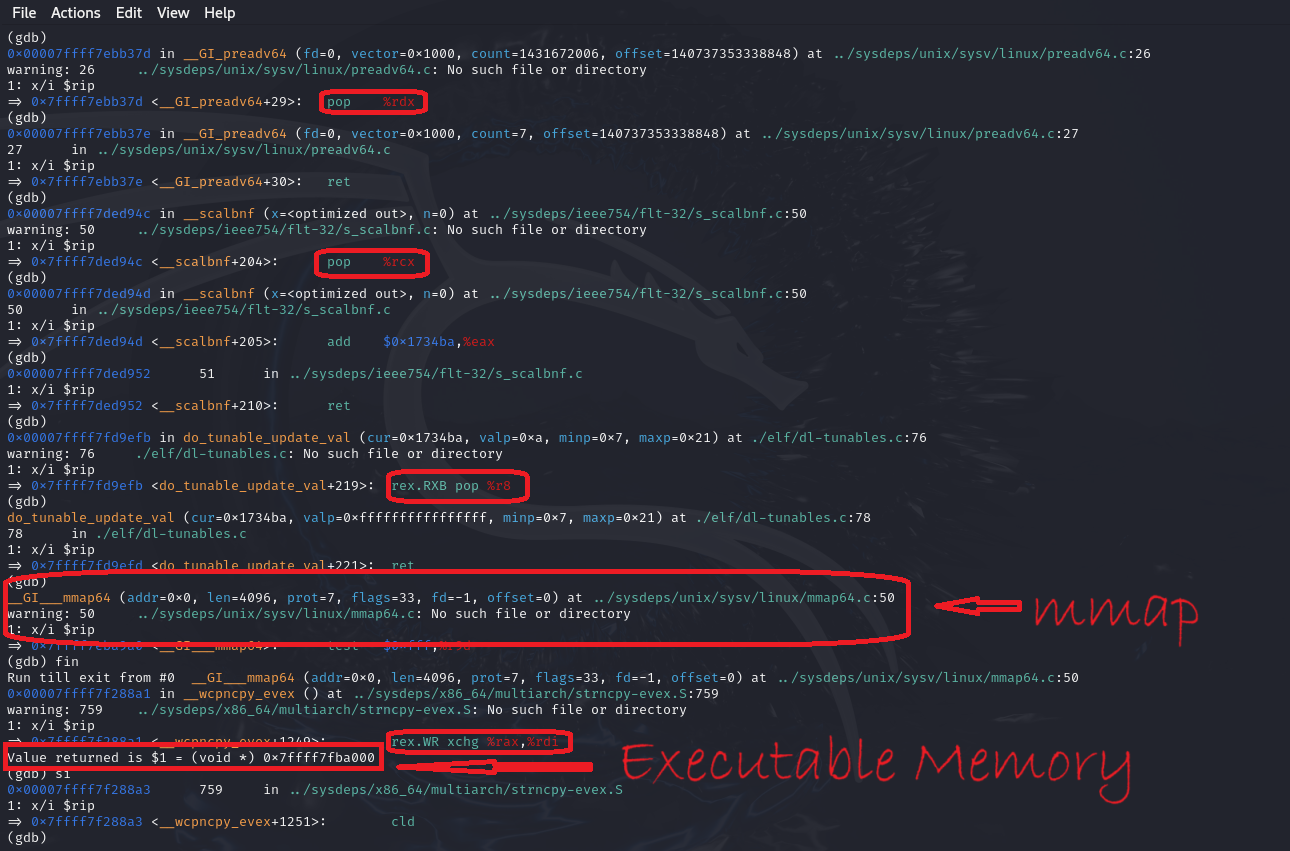 File Actions Edit View Help
(gdb)
0×00007ffff7ebb37d in __GI_preadv64 (fd=0, vector=0×1000, count=1431672006, offset=140737353338848) at ../sysdeps/unix/sysv/linux/preadv64.c:26
warning: 26 ../sysdeps/unix/sysv/linux/preadv64.c: No such file or directory
1: x/i $rip
⇒ 0×7ffff7ebb37d <__GI_preadv64+29>: pop %rdx
(gdb)
0×00007ffff7ebb37e in __GI_preadv64 (fd=0, vector=0×1000, count=7, offset=140737353338848) at ../sysdeps/unix/sysv/linux/preadv64.c:27
27 in ../sysdeps/unix/sysv/linux/preadv64.c
1: x/i $rip
⇒ 0×7ffff7ebb37e <__GI_preadv64+30>: ret
(gdb)
0×00007ffff7ded94c in __scalbnf (x=<optimized out>, n=0) at ../sysdeps/ieee754/flt-32/s_scalbnf.c:50
warning: 50 ../sysdeps/ieee754/flt-32/s_scalbnf.c: No such file or directory
1: x/i $rip
⇒ 0×7ffff7ded94c <__scalbnf+204>: pop %rcx
(gdb)
0×00007ffff7ded94d in __scalbnf (x=<optimized out>, n=0) at ../sysdeps/ieee754/flt-32/s_scalbnf.c:50
50 in ../sysdeps/ieee754/flt-32/s_scalbnf.c
1: x/i $rip
⇒ 0×7ffff7ded94d <__scalbnf+205>: add $0×1734ba,%eax
(gdb)
0×00007ffff7ded952 51 in ../sysdeps/ieee754/flt-32/s_scalbnf.c
1: x/i $rip
⇒ 0×7ffff7ded952 <__scalbnf+210>: ret
(gdb)
0×00007ffff7fd9efb in do_tunable_update_val (cur=0×1734ba, valp=0×a, minp=0×7, maxp=0×21) at ./elf/dl-tunables.c:76
warning: 76 ./elf/dl-tunables.c: No such file or directory
1: x/i $rip
⇒ 0×7ffff7fd9efb <do_tunable_update_val+219>: rex.RXB pop %r8
(gdb)
do_tunable_update_val (cur=0×1734ba, valp=0×ffffffffffffffff, minp=0×7, maxp=0×21) at ./elf/dl-tunables.c:78
78 in ./elf/dl-tunables.c
1: x/i $rip
⇒ 0×7ffff7fd9efd <do_tunable_update_val+221>: ret
(gdb)
__GI___mmap64 (addr=0×0, len=4096, prot=7, flags=33, fd=-1, offset=0) at ../sysdeps/unix/sysv/linux/mmap64.c:50
mmap
warning: 50 ../sysdeps/unix/sysv/linux/mmap64.c: No such file or directory
1: x/i $rip
⇒ <__GI___mmap64>: test
(gdb) fin
Run till exit from #0 __GI___mmap64 (addr=0×0, len=4096, prot=7, flags=33, fd=-1, offset=0) at ../sysdeps/unix/sysv/linux/mmap64.c:50
0×00007ffff7f288a1 in __wcpncpy_evex () at ../sysdeps/x86_64/multiarch/strncpy-evex.S:759
warning: 759 ../sysdeps/x86_64/multiarch/strncpy-evex.S: No such file or directory
1: x/i $rip
⇒ 0×7ffff7f288a1 <__wcpncpy_evex+1249>: rex.WR xchg %rax,%rdi
Value returned is $1 = (void *) 0×7ffff7fba000
Executable Memory
(gdb) si
0×00007ffff7f288a3 759 in ../sysdeps/x86_64/multiarch/strncpy-evex.S
1: x/i $rip
⇒ 0×7ffff7f288a3 <__wcpncpy_evex+1251>: cld
(gdb)